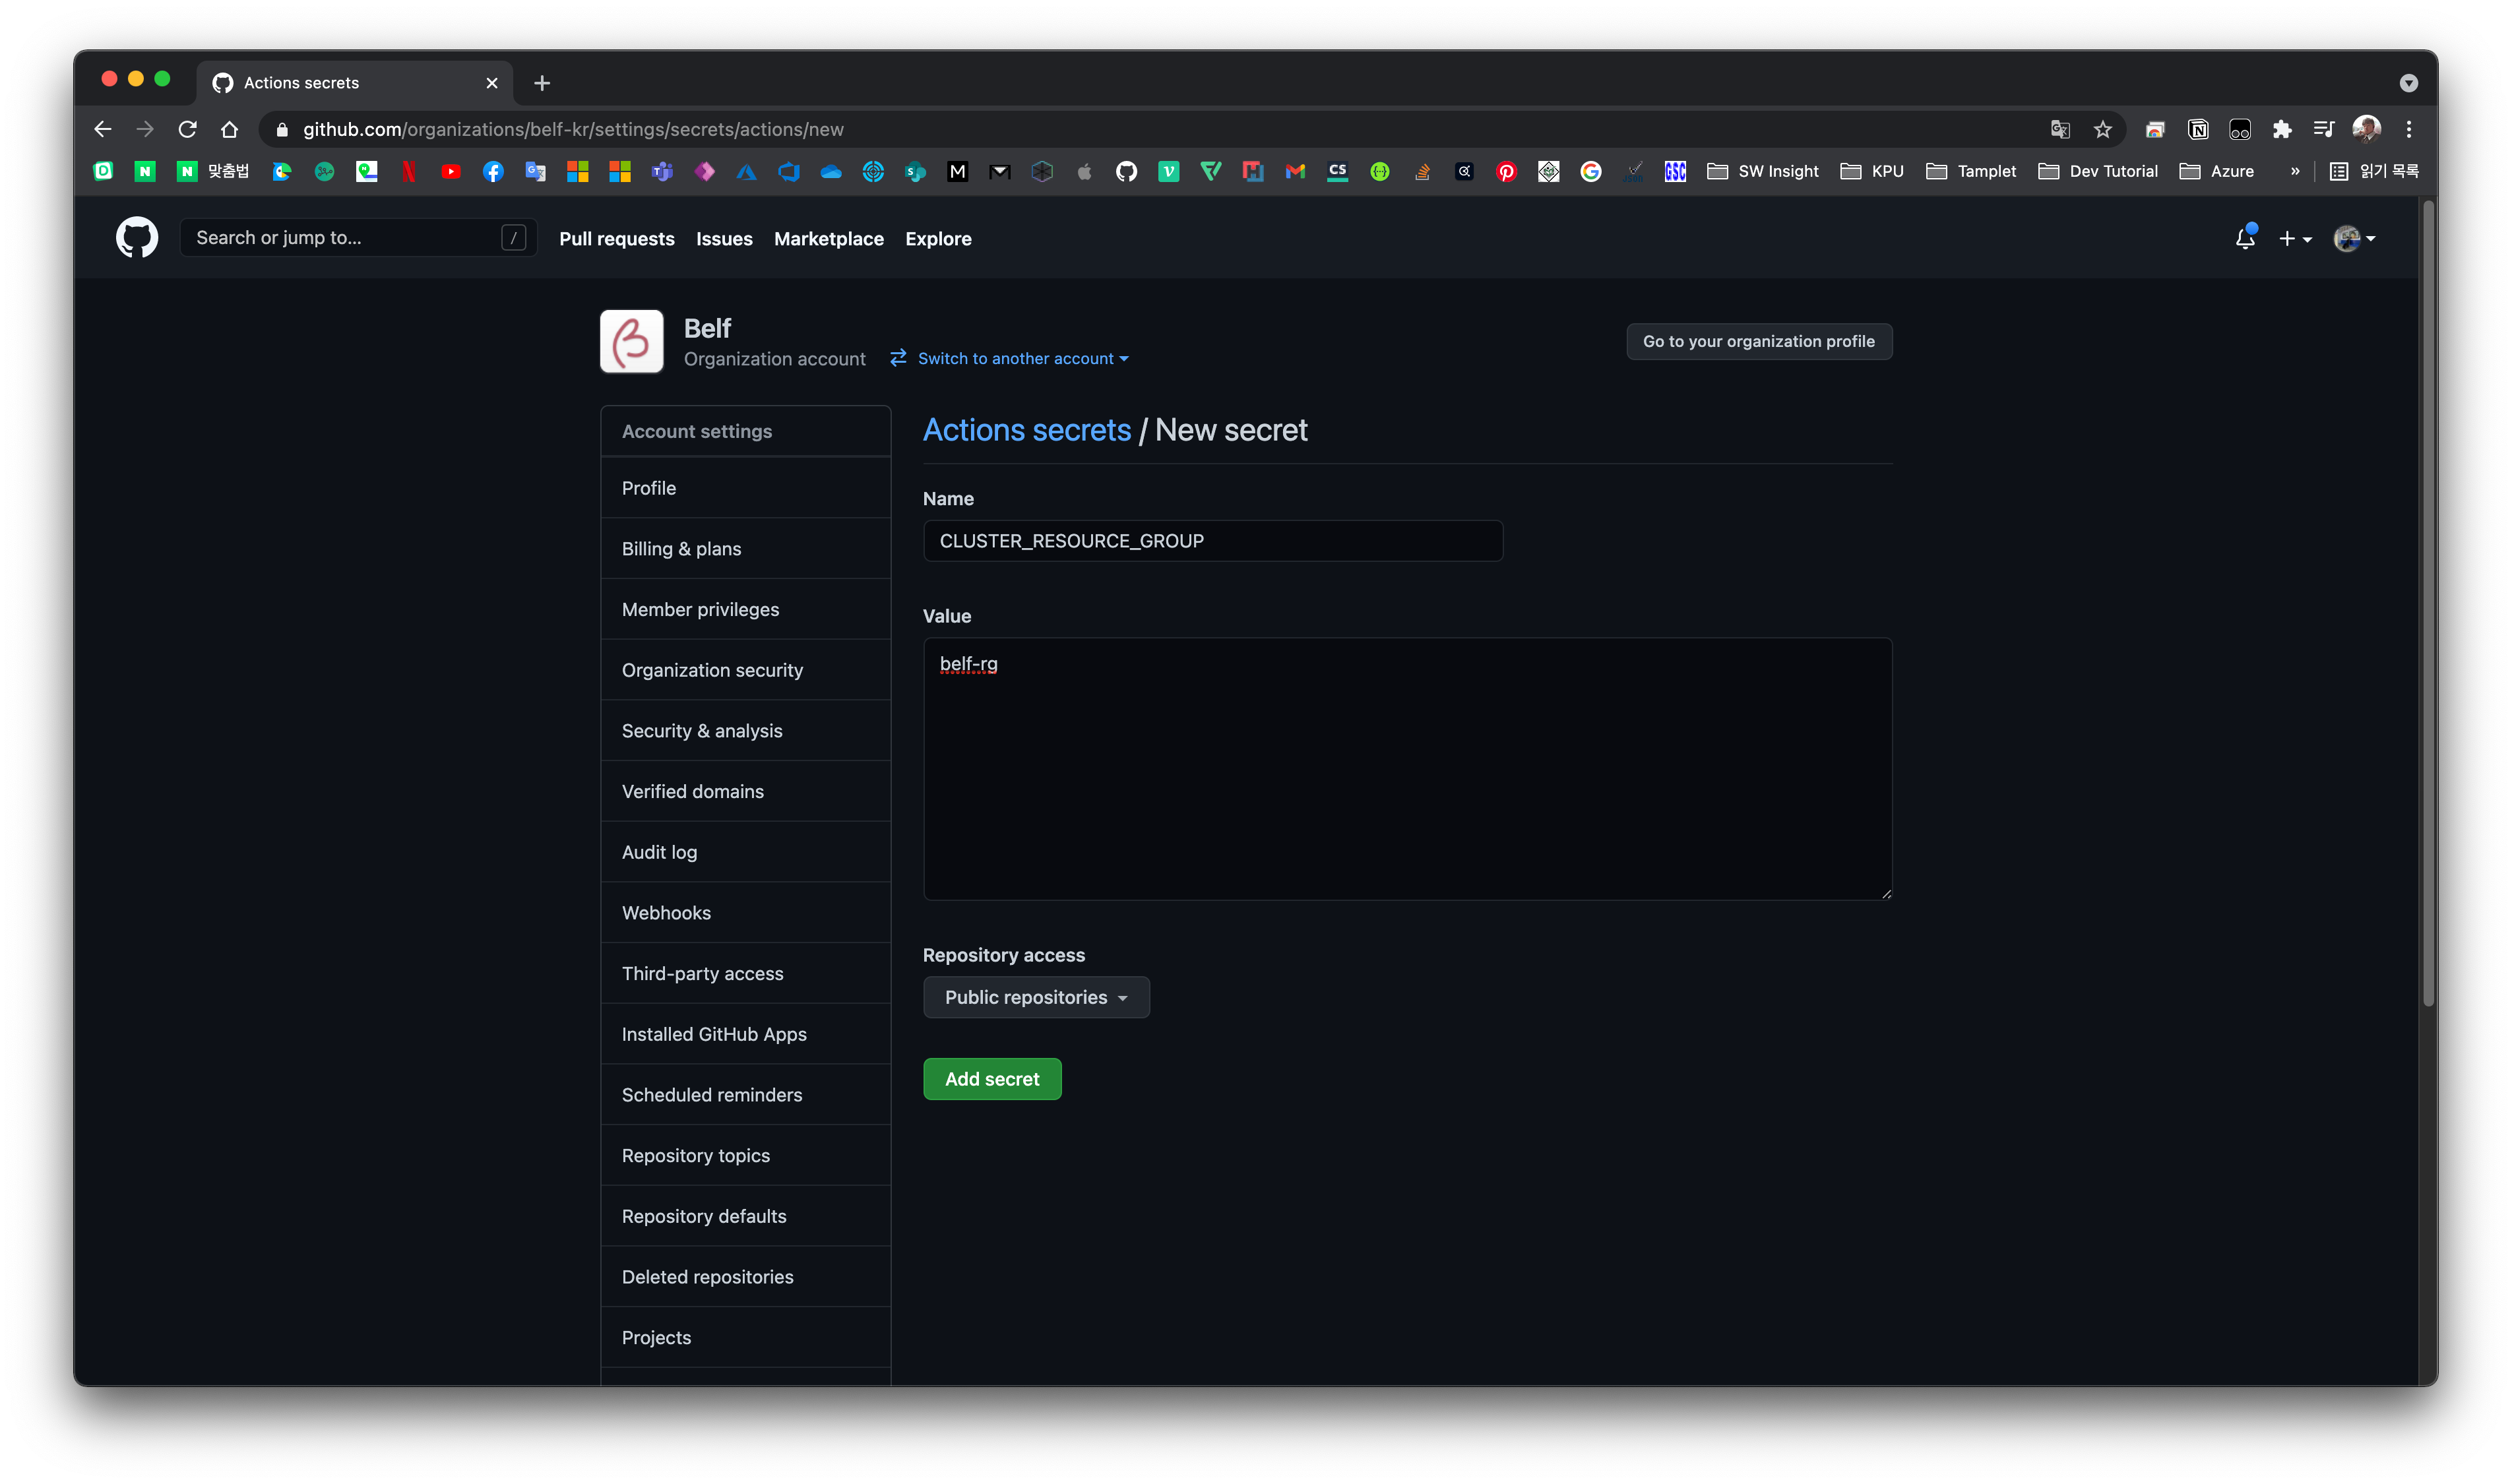 Actions secrets
github.com/organizations/belf-kr/settings/secrets/actions/new
맞춤법 SW Insight KPU Tamplet Dev Tutorial Azure » 읽기 목록
Search or jump to... / Pull requests Issues Marketplace Explore
Belf
Organization account Switch to another account
Go to your organization profile
Account settings
Profile
Billing & plans
Member privileges
Organization security
Security & analysis
Verified domains
Audit log
Webhooks
Third-party access
Installed GitHub Apps
Scheduled reminders
Repository topics
Repository defaults
Deleted repositories
Projects
Actions secrets / New secret
Name
CLUSTER_RESOURCE_GROUP
Value
belf-rg
Repository access
Public repositories
Add secret